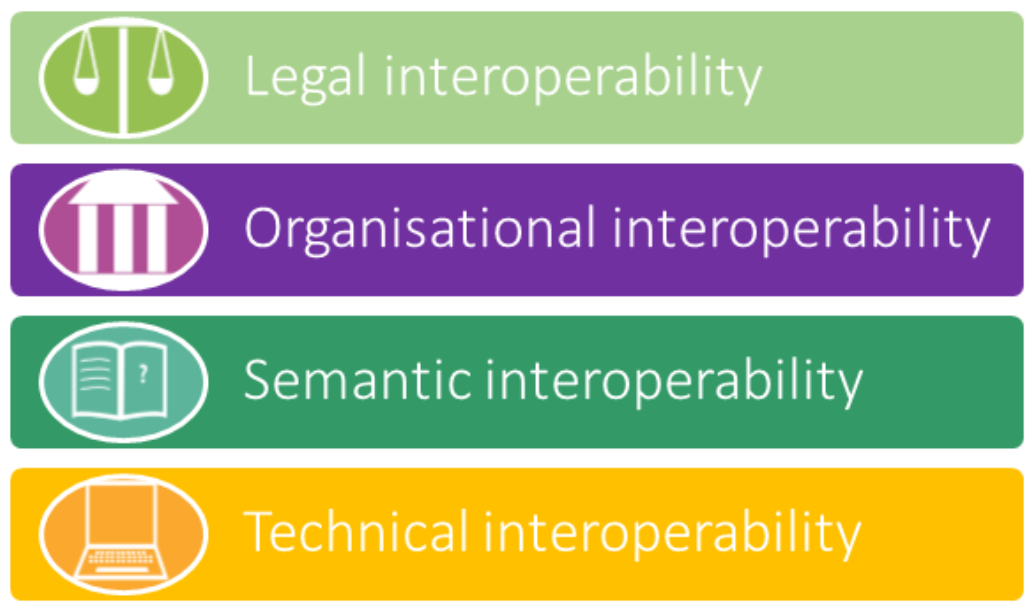 Legal interoperability
Organisational interoperability
?
Semantic interoperability
Technical interoperability